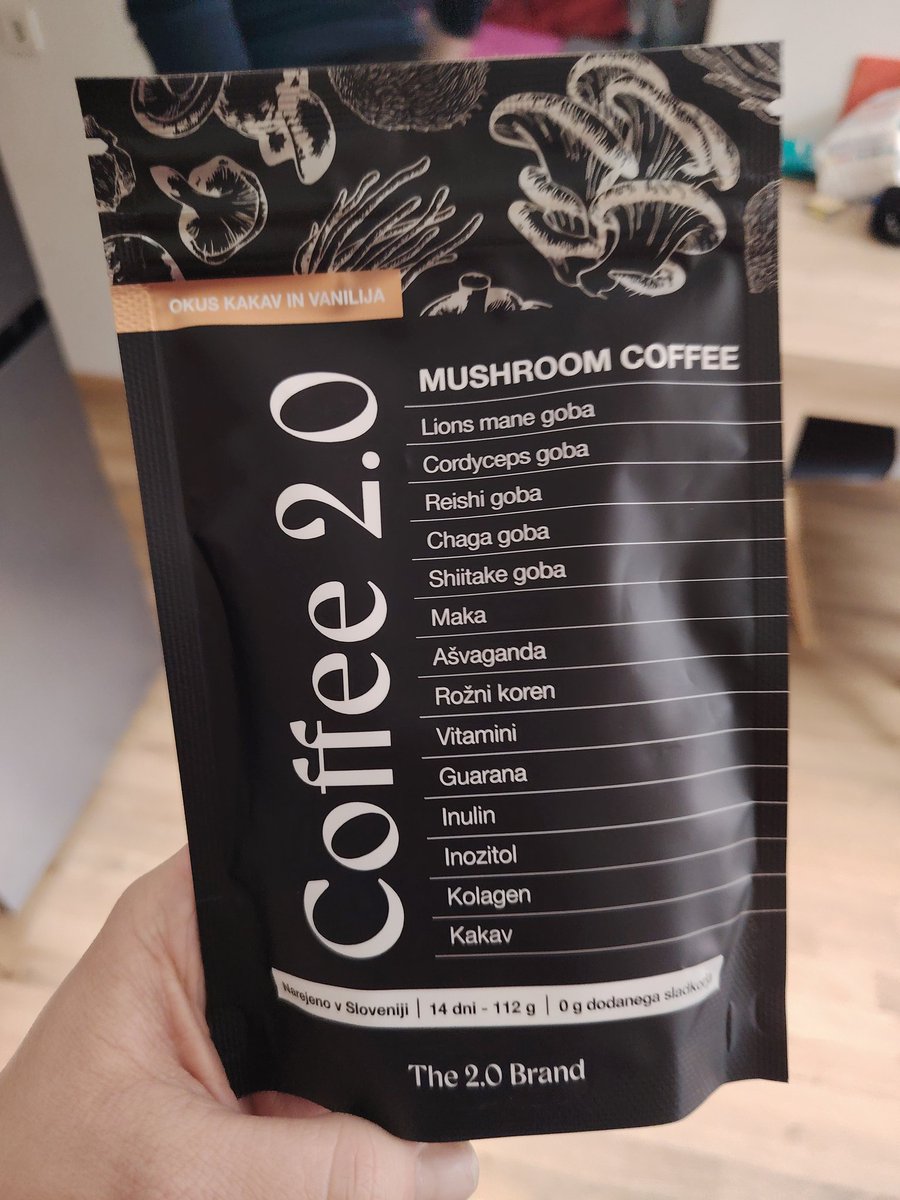 OKUS KAKAV IN VANILIJA
Coffee 2.0
MUSHROOM COFFEE
Lions mane goba
Cordyceps goba
Reishi goba
Chaga goba
Shiitake goba
Maka
Ašvaganda
Rožni koren
Vitamini
Guarana
Inulin
Inozitol
Kolagen
Kakav
Narejeno v Sloveniji | 14 dni - 112 g | 0 g dodanega
The 2.0 Brand